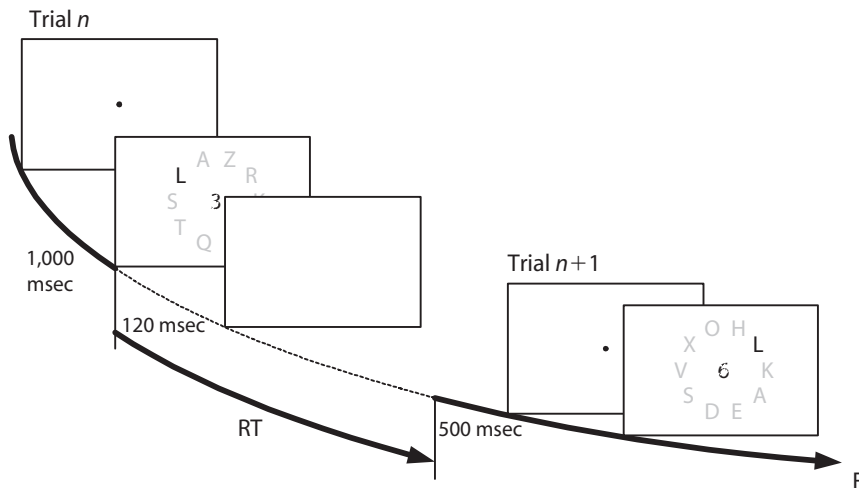 Trial n
A Z
L R
S 3
T
Q
1,000
msec
120 msec
RT
500 msec
Trial n+1
O H
X L
V 6 K
S A
D E